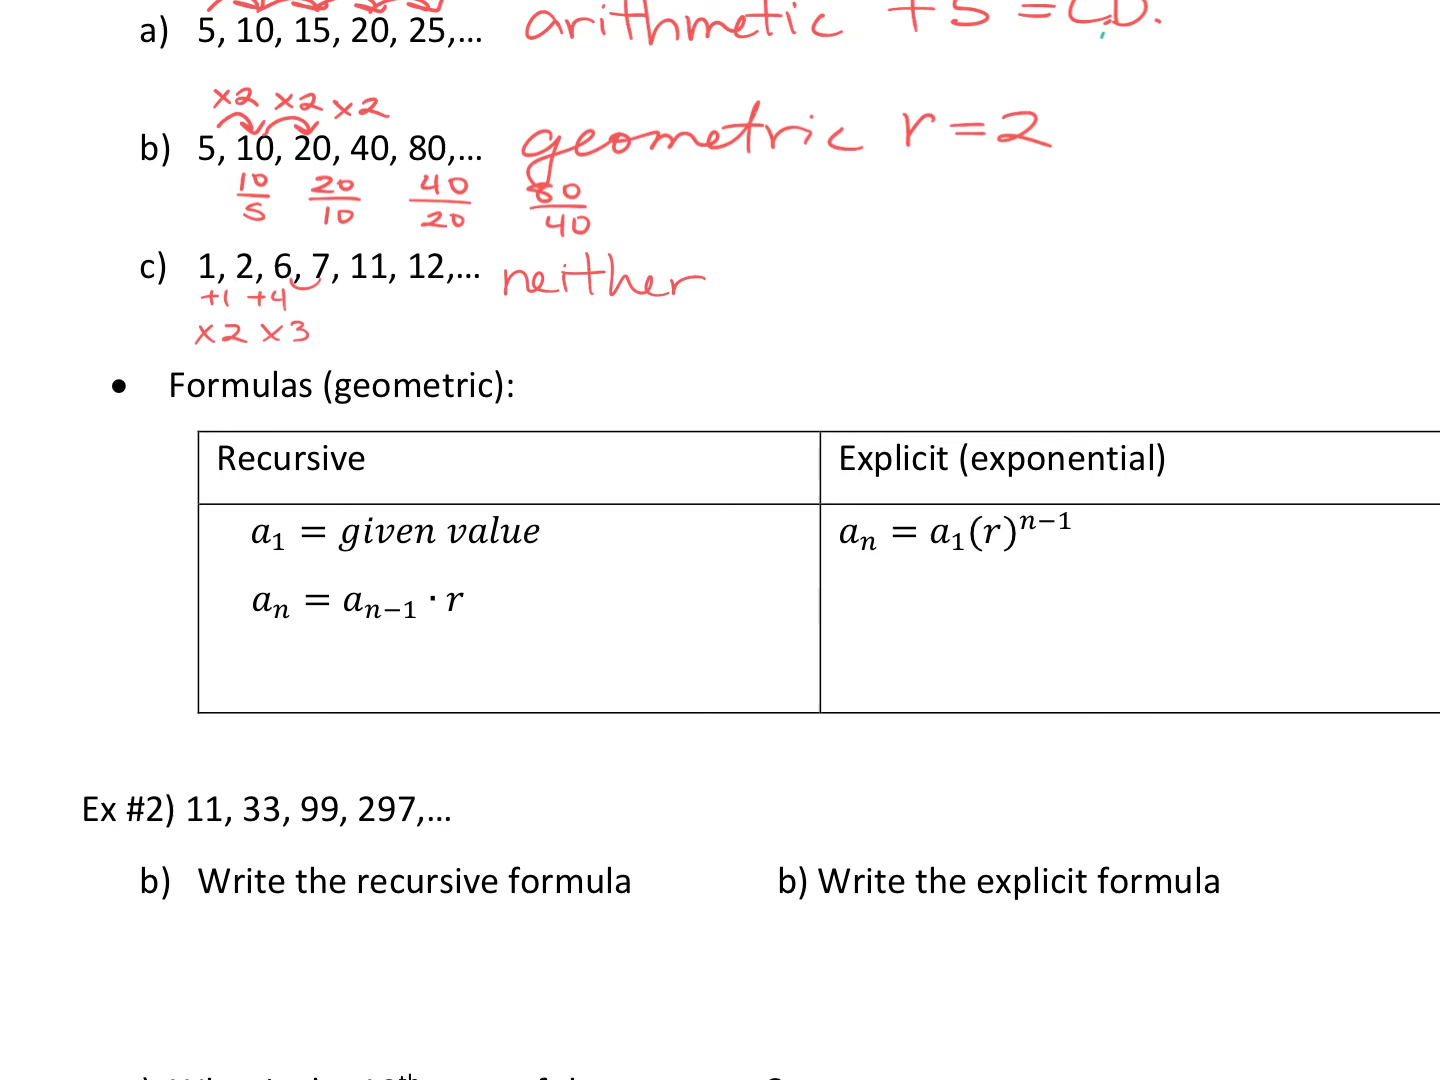 a) 5, 10, 15, 20, 25,... arithmetic +5 = CD.
×2 ×2 ×2
b) 5, 10, 20, 40, 80,... geometric r = 2
10/5 20/10 40/20 80/40
c) 1, 2, 6, 7, 11, 12,... neither
+1 +4
×2 ×3
• Formulas (geometric):
Recursive Explicit (exponential)
a₁ = given value aₙ = a₁(r)ⁿ⁻¹
aₙ = aₙ₋₁ · r
Ex #2) 11, 33, 99, 297,...
b) Write the recursive formula b) Write the explicit formula